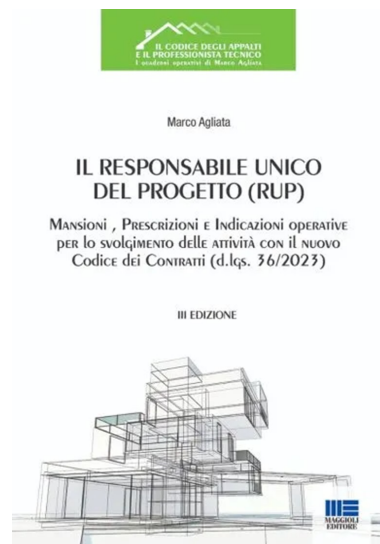 IL CODICE DEGLI APPALTI
E IL PROFESSIONISTA TECNICO
I quaderni operativi di Marco Agliata
Marco Agliata
IL RESPONSABILE UNICO
DEL PROGETTO (RUP)
Mansioni , Prescrizioni e Indicazioni operative
per lo svolgimento delle attività con il nuovo
Codice dei Contratti (d.lgs. 36/2023)
III EDIZIONE
MAGGIOLI
EDITORE